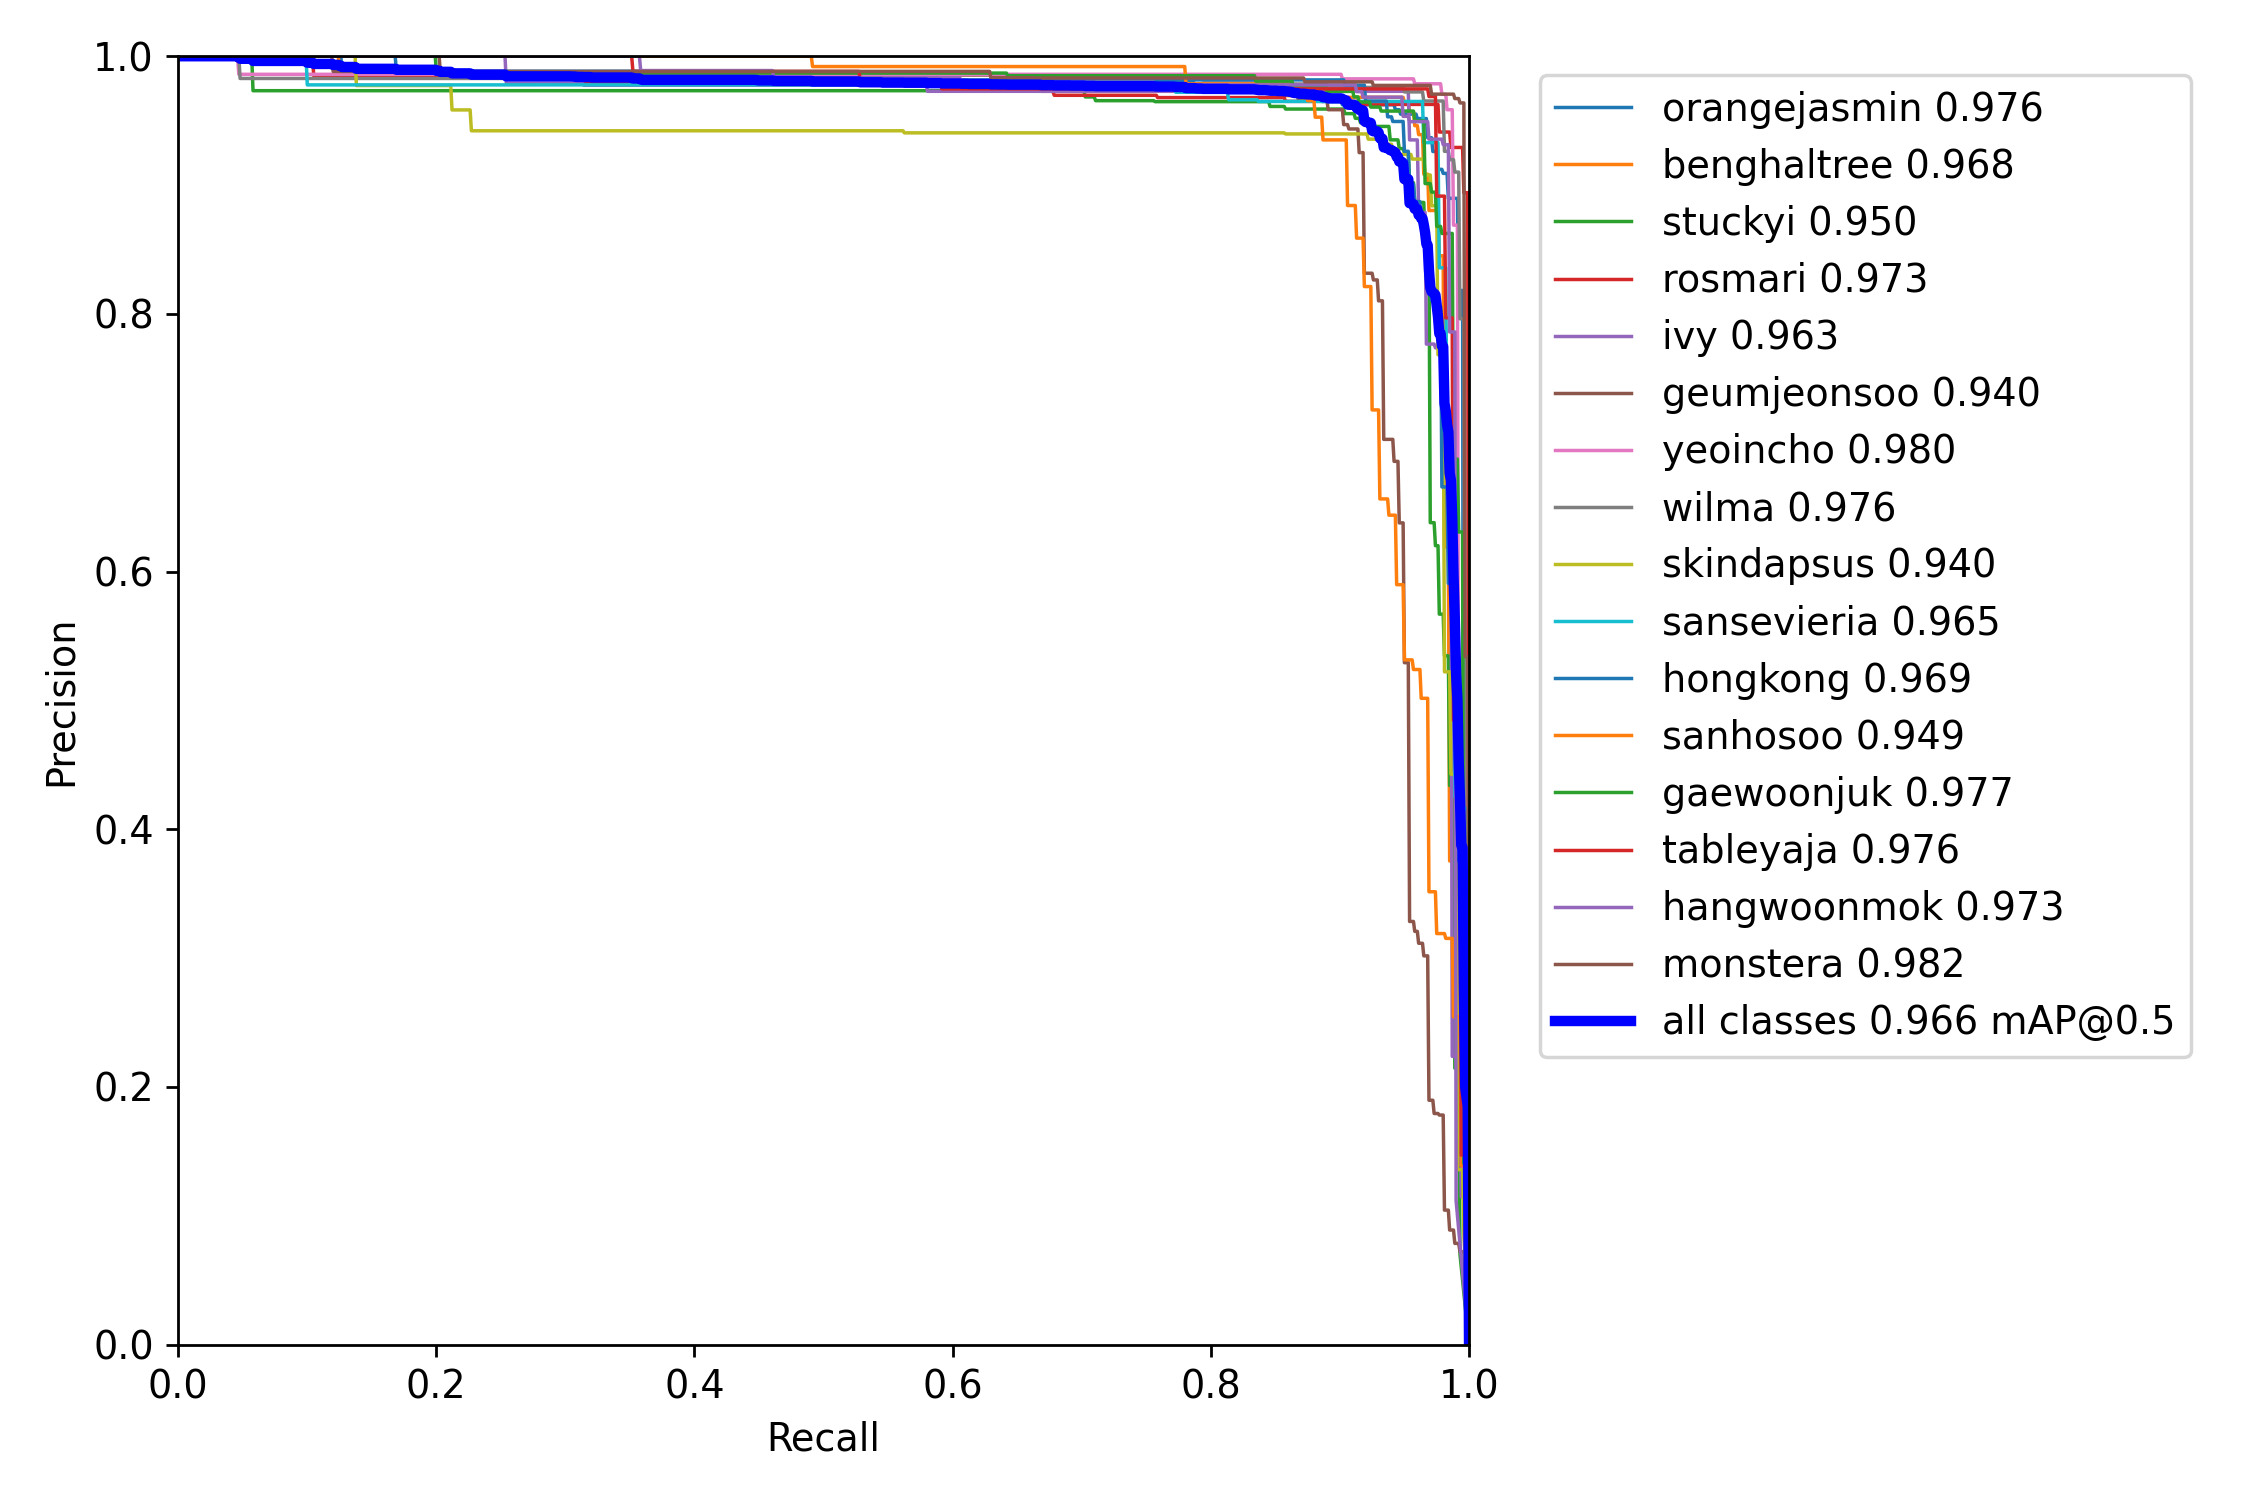 1.0
0.8
0.6
0.4
0.2
0.0
0.0 0.2 0.4 0.6 0.8 1.0
Precision
Recall
orangejasmin 0.976
benghaltree 0.968
stuckyi 0.950
rosmari 0.973
ivy 0.963
geumjeonsoo 0.940
yeoincho 0.980
wilma 0.976
skindapsus 0.940
sansevieria 0.965
hongkong 0.969
sanhosoo 0.949
gaewoonjuk 0.977
tableyaja 0.976
hangwoonmok 0.973
monstera 0.982
all classes 0.966 mAP@0.5